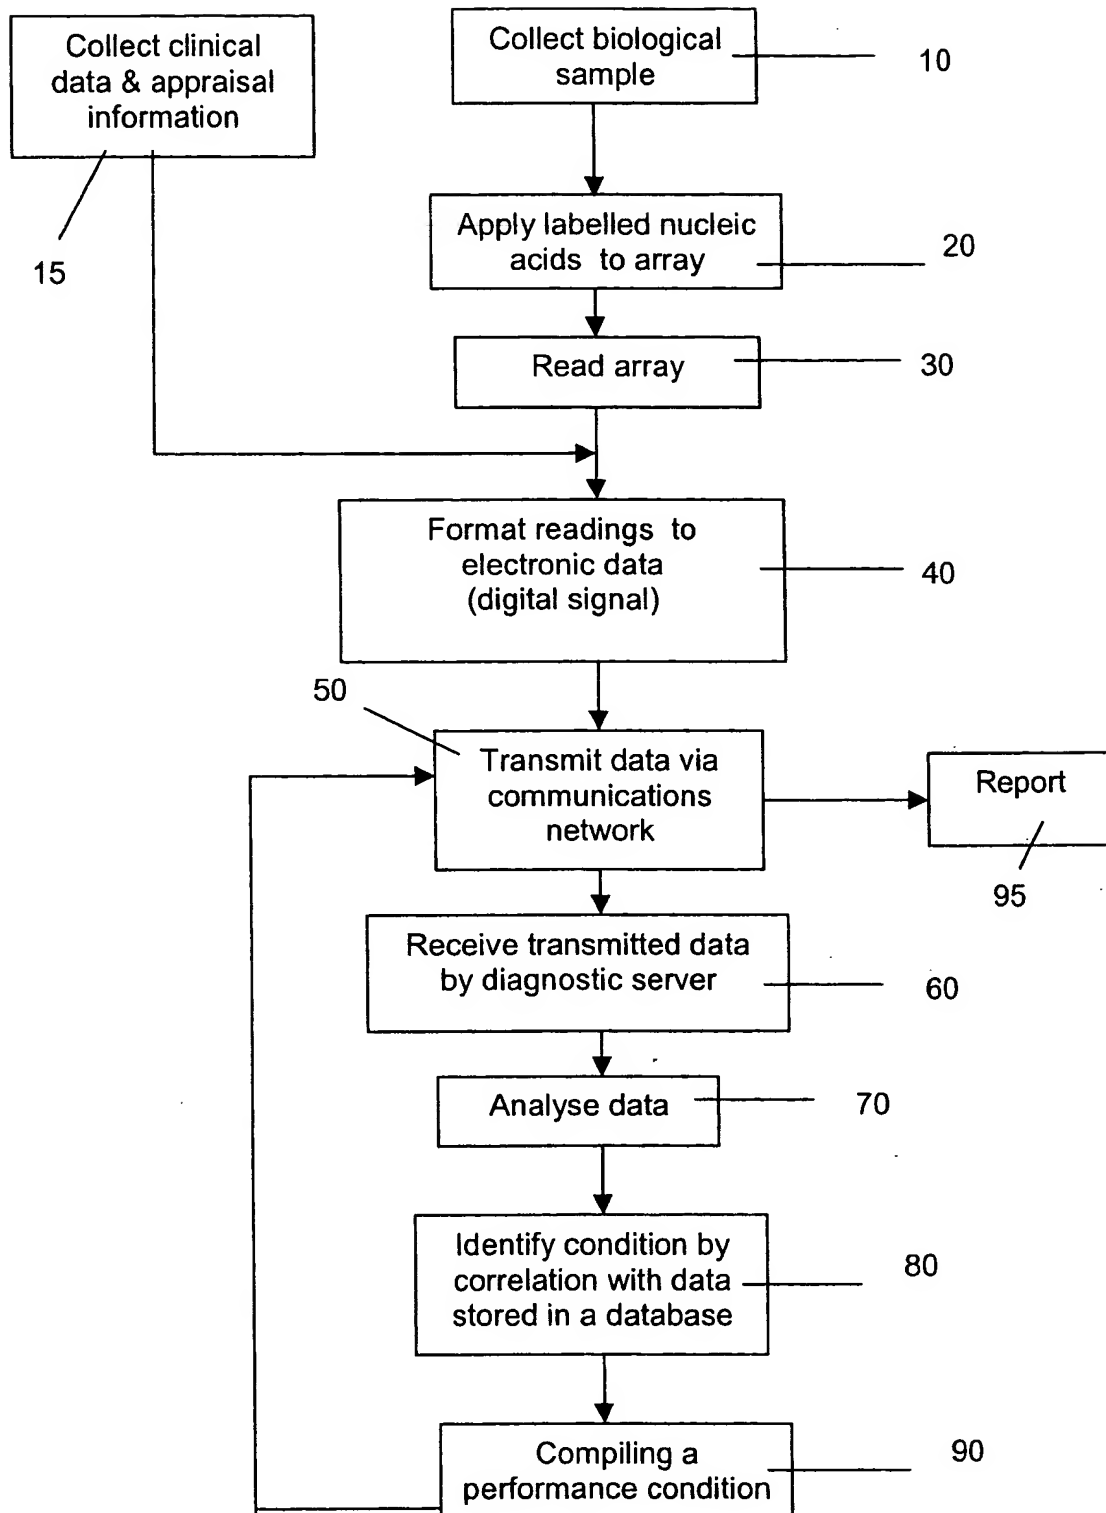 Collect clinical
data & appraisal
information
15
Collect biological
sample
10
Apply labelled nucleic
acids to array
20
Read array
30
Format readings to
electronic data
(digital signal)
40
50
Transmit data via
communications
network
Report
95
Receive transmitted data
by diagnostic server
60
Analyse data
70
Identify condition by
correlation with data
stored in a database
80
Compiling a
performance condition
90